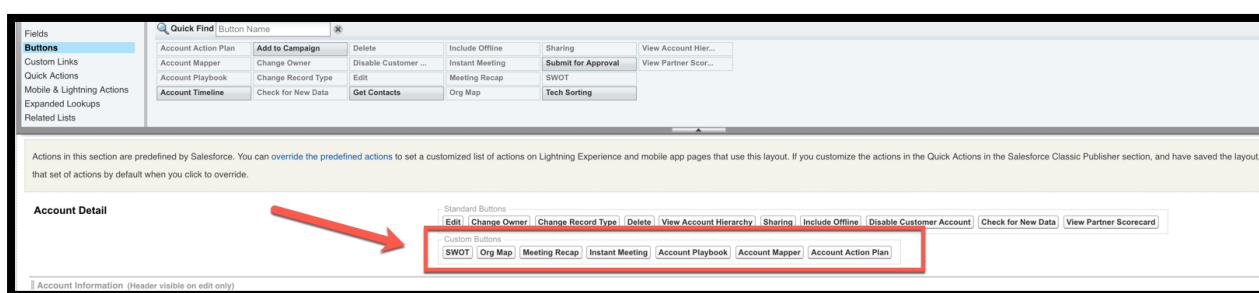 Fields
Buttons
Custom Links
Quick Actions
Mobile & Lightning Actions
Expanded Lookups
Related Lists
Quick Find Button Name
Account Action Plan Add to Campaign Delete Include Offline Sharing View Account Hier...
Account Mapper Change Owner Disable Customer ... Instant Meeting Submit for Approval View Partner Scor...
Account Playbook Change Record Type Edit Meeting Recap SWOT
Account Timeline Check for New Data Get Contacts Org Map Tech Sorting
Actions in this section are predefined by Salesforce. You can override the predefined actions to set a customized list of actions on Lightning Experience and mobile app pages that use this layout. If you customize the actions in the Quick Actions in the Salesforce Classic Publisher section, and have saved the layout
that set of actions by default when you click to override.
Account Detail
Standard Buttons
Edit Change Owner Change Record Type Delete View Account Hierarchy Sharing Include Offline Disable Customer Account Check for New Data View Partner Scorecard
Custom Buttons
SWOT Org Map Meeting Recap Instant Meeting Account Playbook Account Mapper Account Action Plan
Account Information (Header visible on edit only)